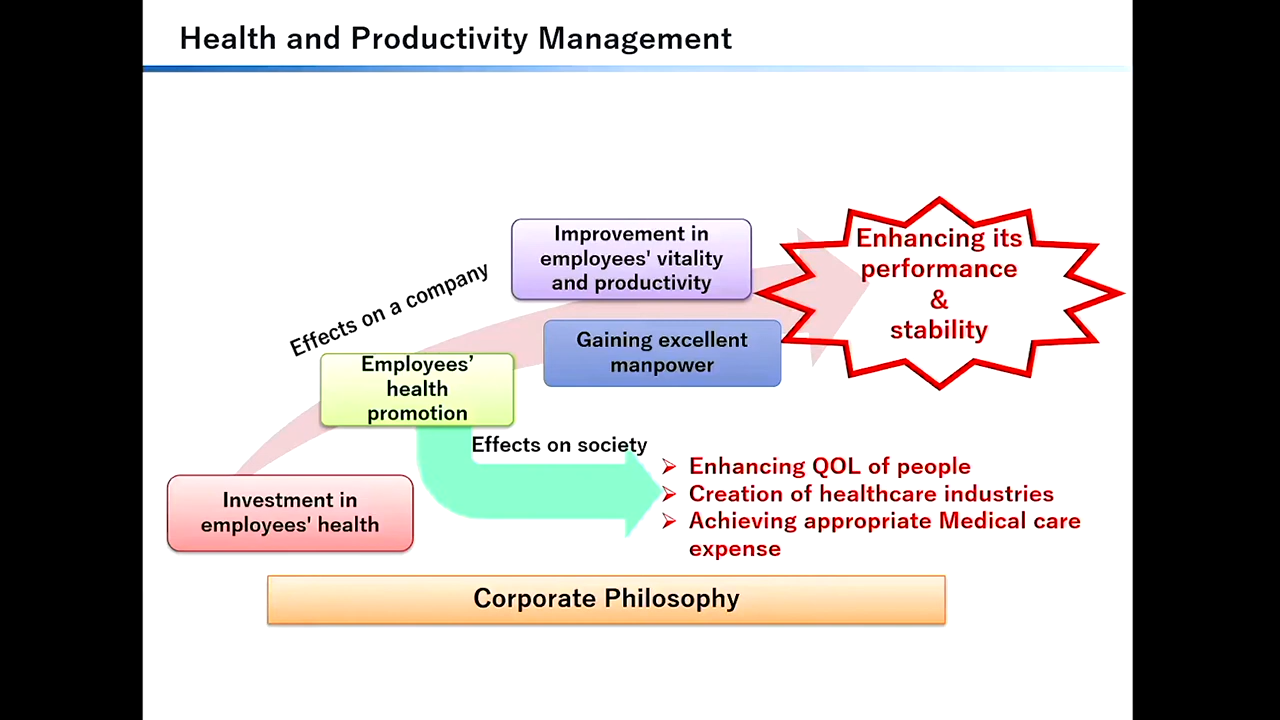 Health and Productivity Management
Improvement in
employees' vitality
and productivity
Enhancing its
performance
&
stability
Effects on a company
Gaining excellent
manpower
Employees’
health
promotion
Effects on society
Investment in
employees' health
Enhancing QOL of people
Creation of healthcare industries
Achieving appropriate Medical care
expense
Corporate Philosophy